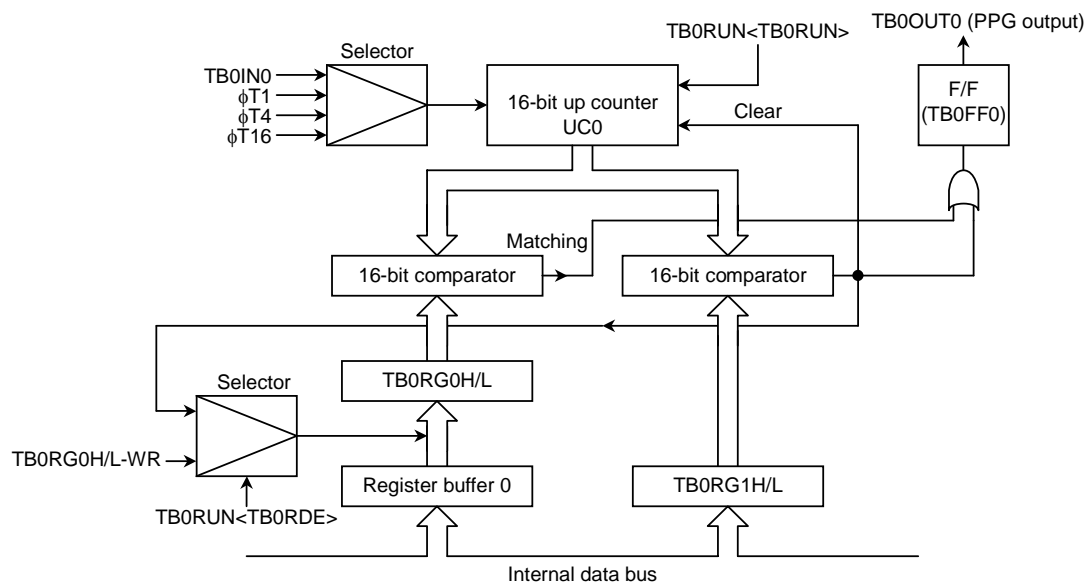 TB0OUT0 (PPG output)
TB0RUN<TB0RUN>
Selector
TB0IN0
ϕT1
ϕT4
ϕT16
16-bit up counter
UC0
Clear
F/F
(TB0FF0)
Matching
16-bit comparator
16-bit comparator
TB0RG0H/L
Selector
TB0RG0H/L-WR
Register buffer 0
TB0RG1H/L
TB0RUN<TB0RDE>
Internal data bus